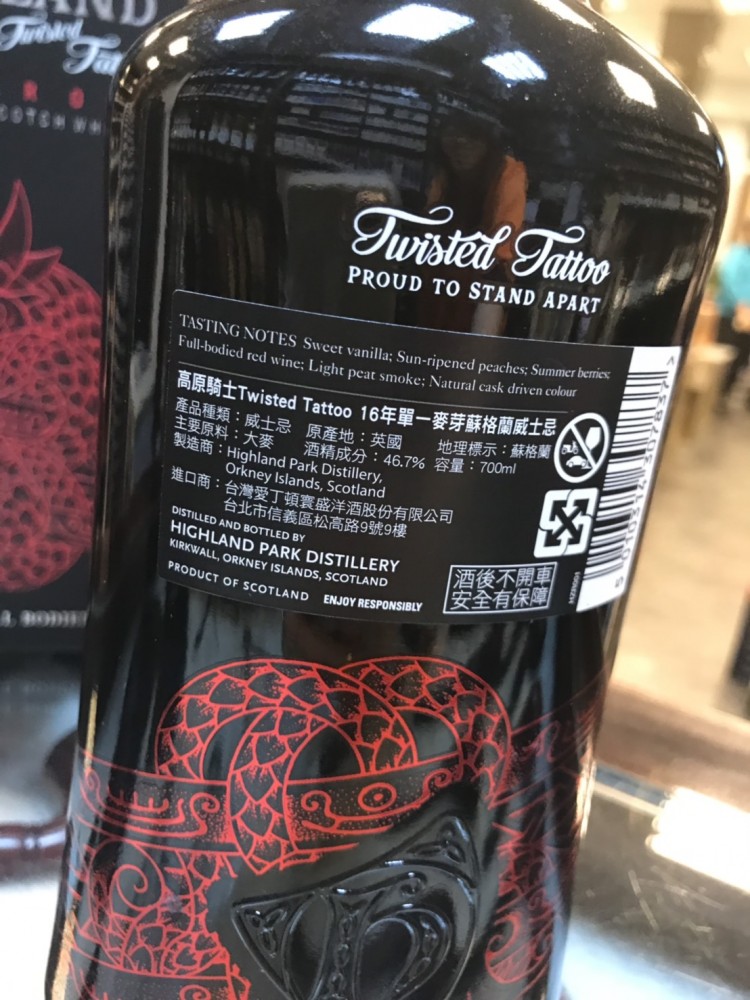 LAND
Twisted
R O
SCOTCH WH
Twisted Tattoo
PROUD TO STAND APART
TASTING NOTES Sweet vanilla; Sun-ripened peaches; Summer berries;
Full-bodied red wine; Light peat smoke; Natural cask driven colour
高原騎士Twisted Tattoo 16年單一麥芽蘇格蘭威士忌
產品種類：威士忌 原產地：英國 地理標示：蘇格蘭
主要原料：大麥 酒精成分：46.7% 容量：700ml
製造商：Highland Park Distillery,
Orkney Islands, Scotland
進口商：台灣愛丁頓寰盛洋酒股份有限公司
台北市信義區松高路9號9樓
DISTILLED AND BOTTLED BY
HIGHLAND PARK DISTILLERY
KIRKWALL, ORKNEY ISLANDS, SCOTLAND
PRODUCT OF SCOTLAND ENJOY RESPONSIBLY
酒後不開車
安全有保障
5 010314 307837 >